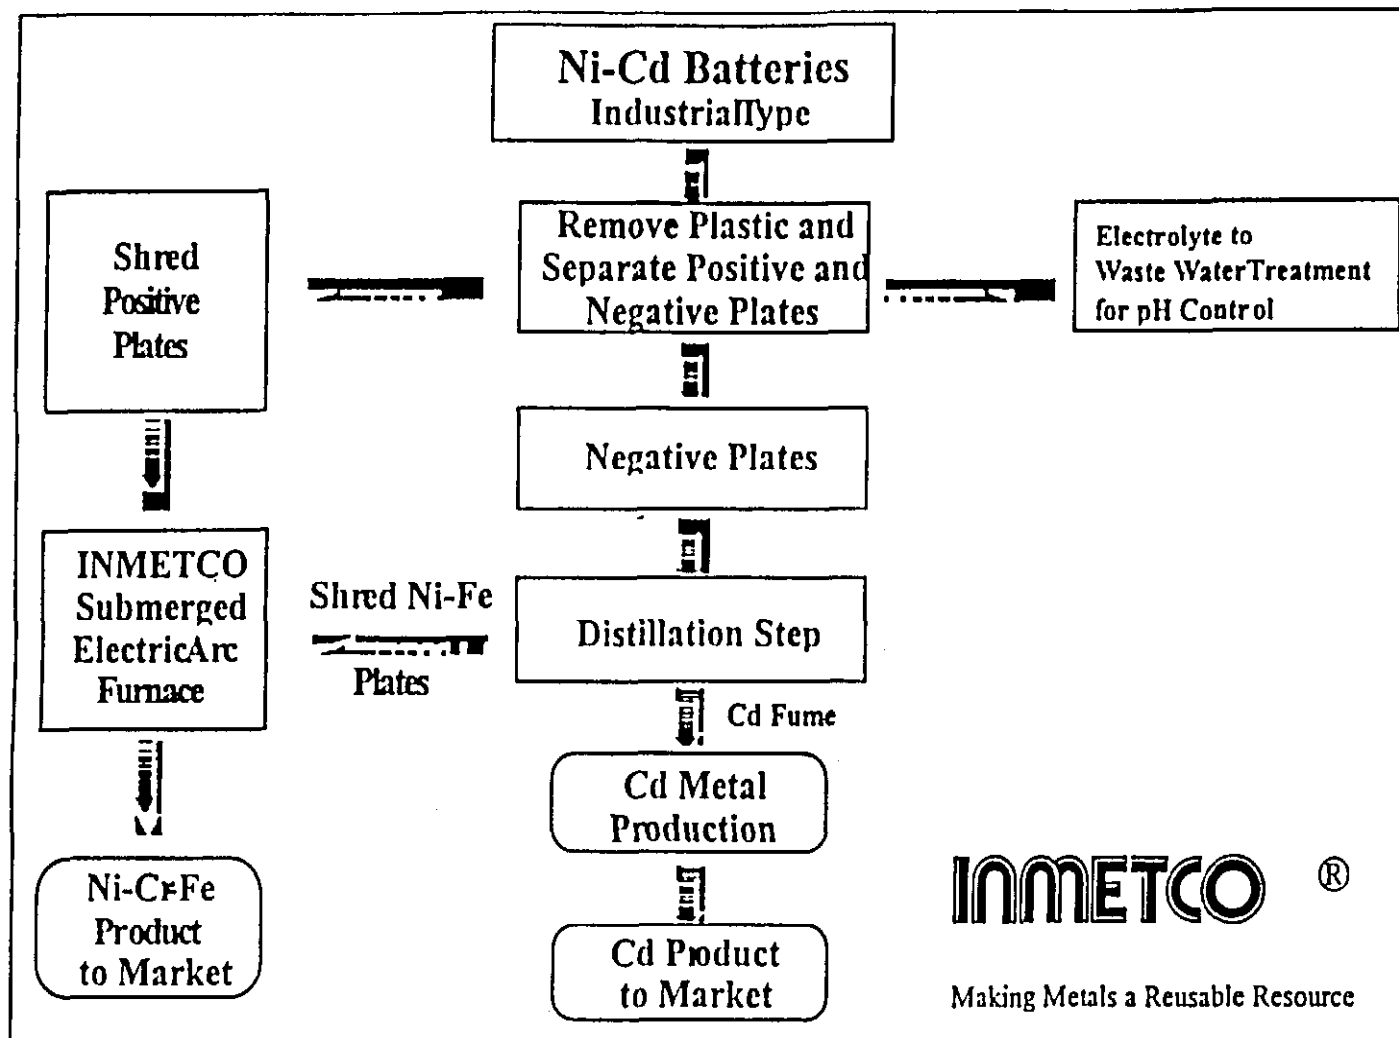 Ni-Cd Batteries
IndustrialType
Remove Plastic and
Separate Positive and
Negative Plates
Shred
Positive
Plates
Electrolyte to
Waste WaterTreatment
for pH Control
Negative Plates
INMETCO
Submerged
ElectricArc
Furnace
Shred Ni-Fe
Plates
Distillation Step
Cd Fume
Cd Metal
Production
Ni-Cr-Fe
Product
to Market
Cd Product
to Market
INMETCO ®
Making Metals a Reusable Resource